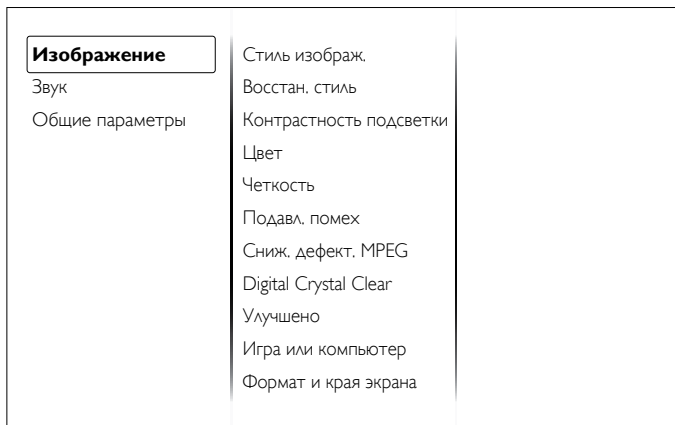 Изображение
Звук
Общие параметры
Стиль изображ.
Восстан. стиль
Контрастность подсветки
Цвет
Четкость
Подавл. помех
Сниж. дефект. MPEG
Digital Crystal Clear
Улучшено
Игра или компьютер
Формат и края экрана